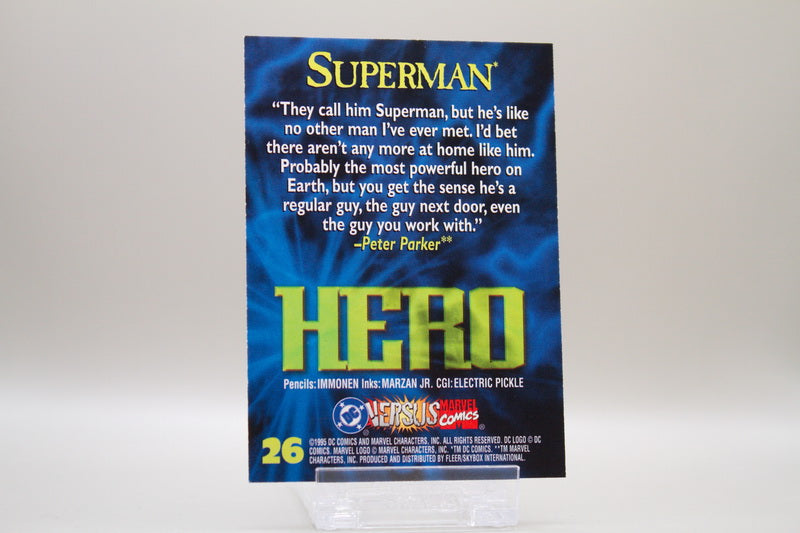 SUPERMAN*
“They call him Superman, but he’s like
no other man I’ve ever met. I’d bet
there aren’t any more at home like him.
Probably the most powerful hero on
Earth, but you get the sense he’s a
regular guy, the guy next door, even
the guy you work with.”
–Peter Parker**
HERO
Pencils: IMMONEN Inks: MARZAN JR. CGI: ELECTRIC PICKLE
DC VERSUS MARVEL COMICS
26
©1995 DC COMICS AND MARVEL CHARACTERS, INC. ALL RIGHTS RESERVED. DC LOGO © DC
COMICS. MARVEL LOGO © MARVEL CHARACTERS, INC. *TM DC COMICS. **TM MARVEL
CHARACTERS, INC. PRODUCED AND DISTRIBUTED BY FLEER/SKYBOX INTERNATIONAL.